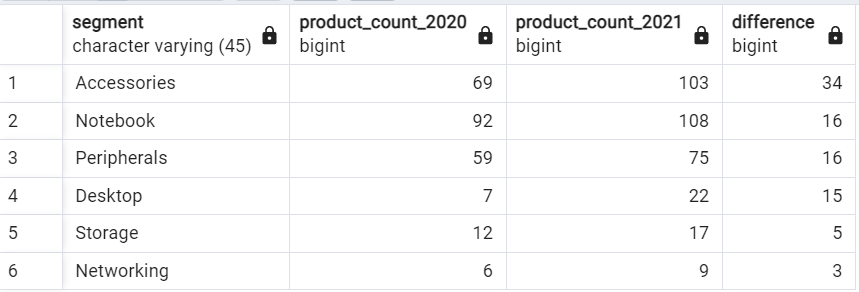 segment product_count_2020 product_count_2021 difference
character varying (45) bigint bigint bigint
1 Accessories 69 103 34
2 Notebook 92 108 16
3 Peripherals 59 75 16
4 Desktop 7 22 15
5 Storage 12 17 5
6 Networking 6 9 3